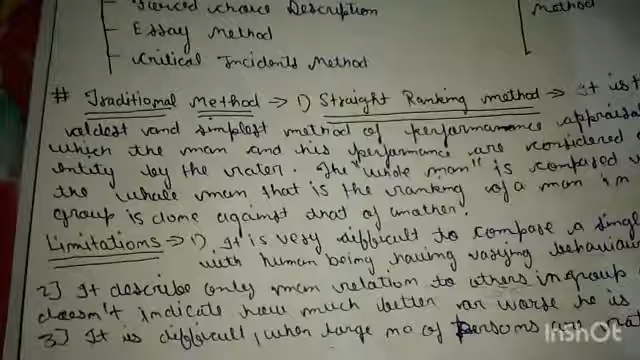 Forced choice Description
Essay Method
Critical Incidents Method
Method
# Traditional Method → 1) Straight Ranking method → It is
oldest and simplest method of performance appraisal
which the man and his performance are considered
entity by the rater. The "whole man" is compared
the whole man that is the ranking of a man in
group is done against that of another.
Limitations → 1) It is very difficult to compare a single
with human being having varying behaviour
2) It describe only man relation to others in group
doesn't indicate how much better or worse he is
3) It is difficult, when large no of persons are
InShot